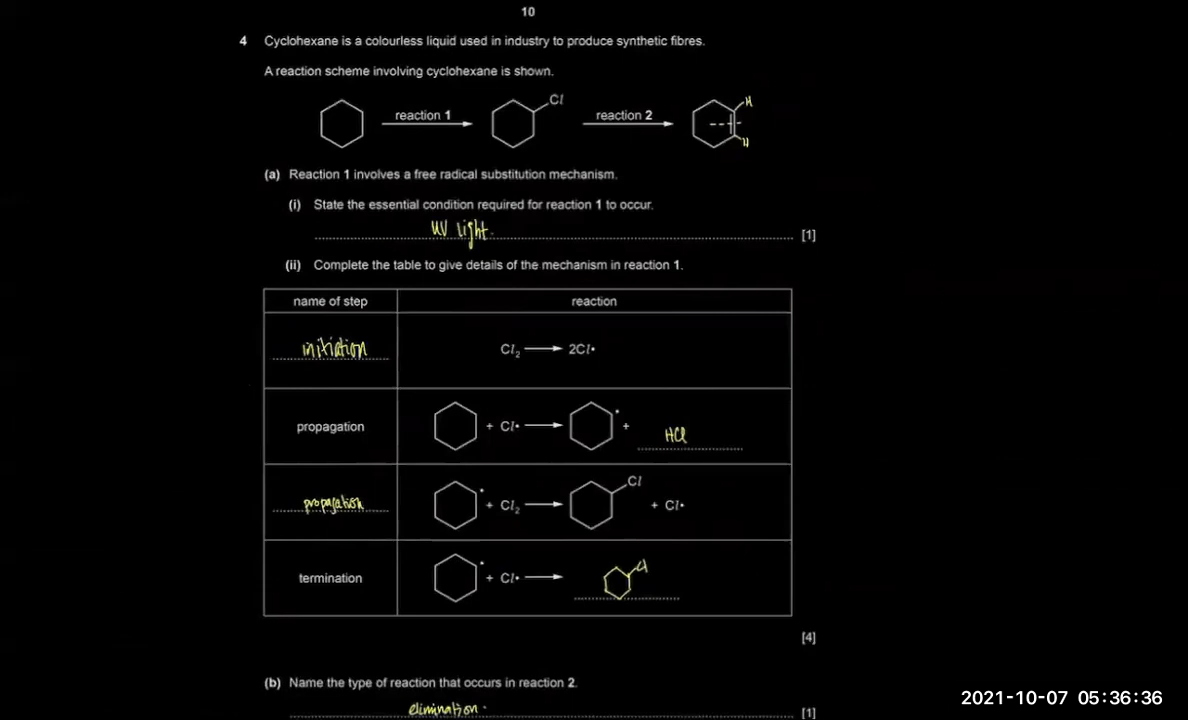 10
4 Cyclohexane is a colourless liquid used in industry to produce synthetic fibres.
A reaction scheme involving cyclohexane is shown.
reaction 1 Cl reaction 2 H
H
(a) Reaction 1 involves a free radical substitution mechanism.
(i) State the essential condition required for reaction 1 to occur.
UV light. [1]
(ii) Complete the table to give details of the mechanism in reaction 1.
name of step reaction
initiation Cl₂ → 2Cl•
propagation + Cl• → • + HCl
propagation • + Cl₂ → Cl + Cl•
termination • + Cl• → Cl
[4]
(b) Name the type of reaction that occurs in reaction 2.
elimination. [1]
2021-10-07 05:36:36